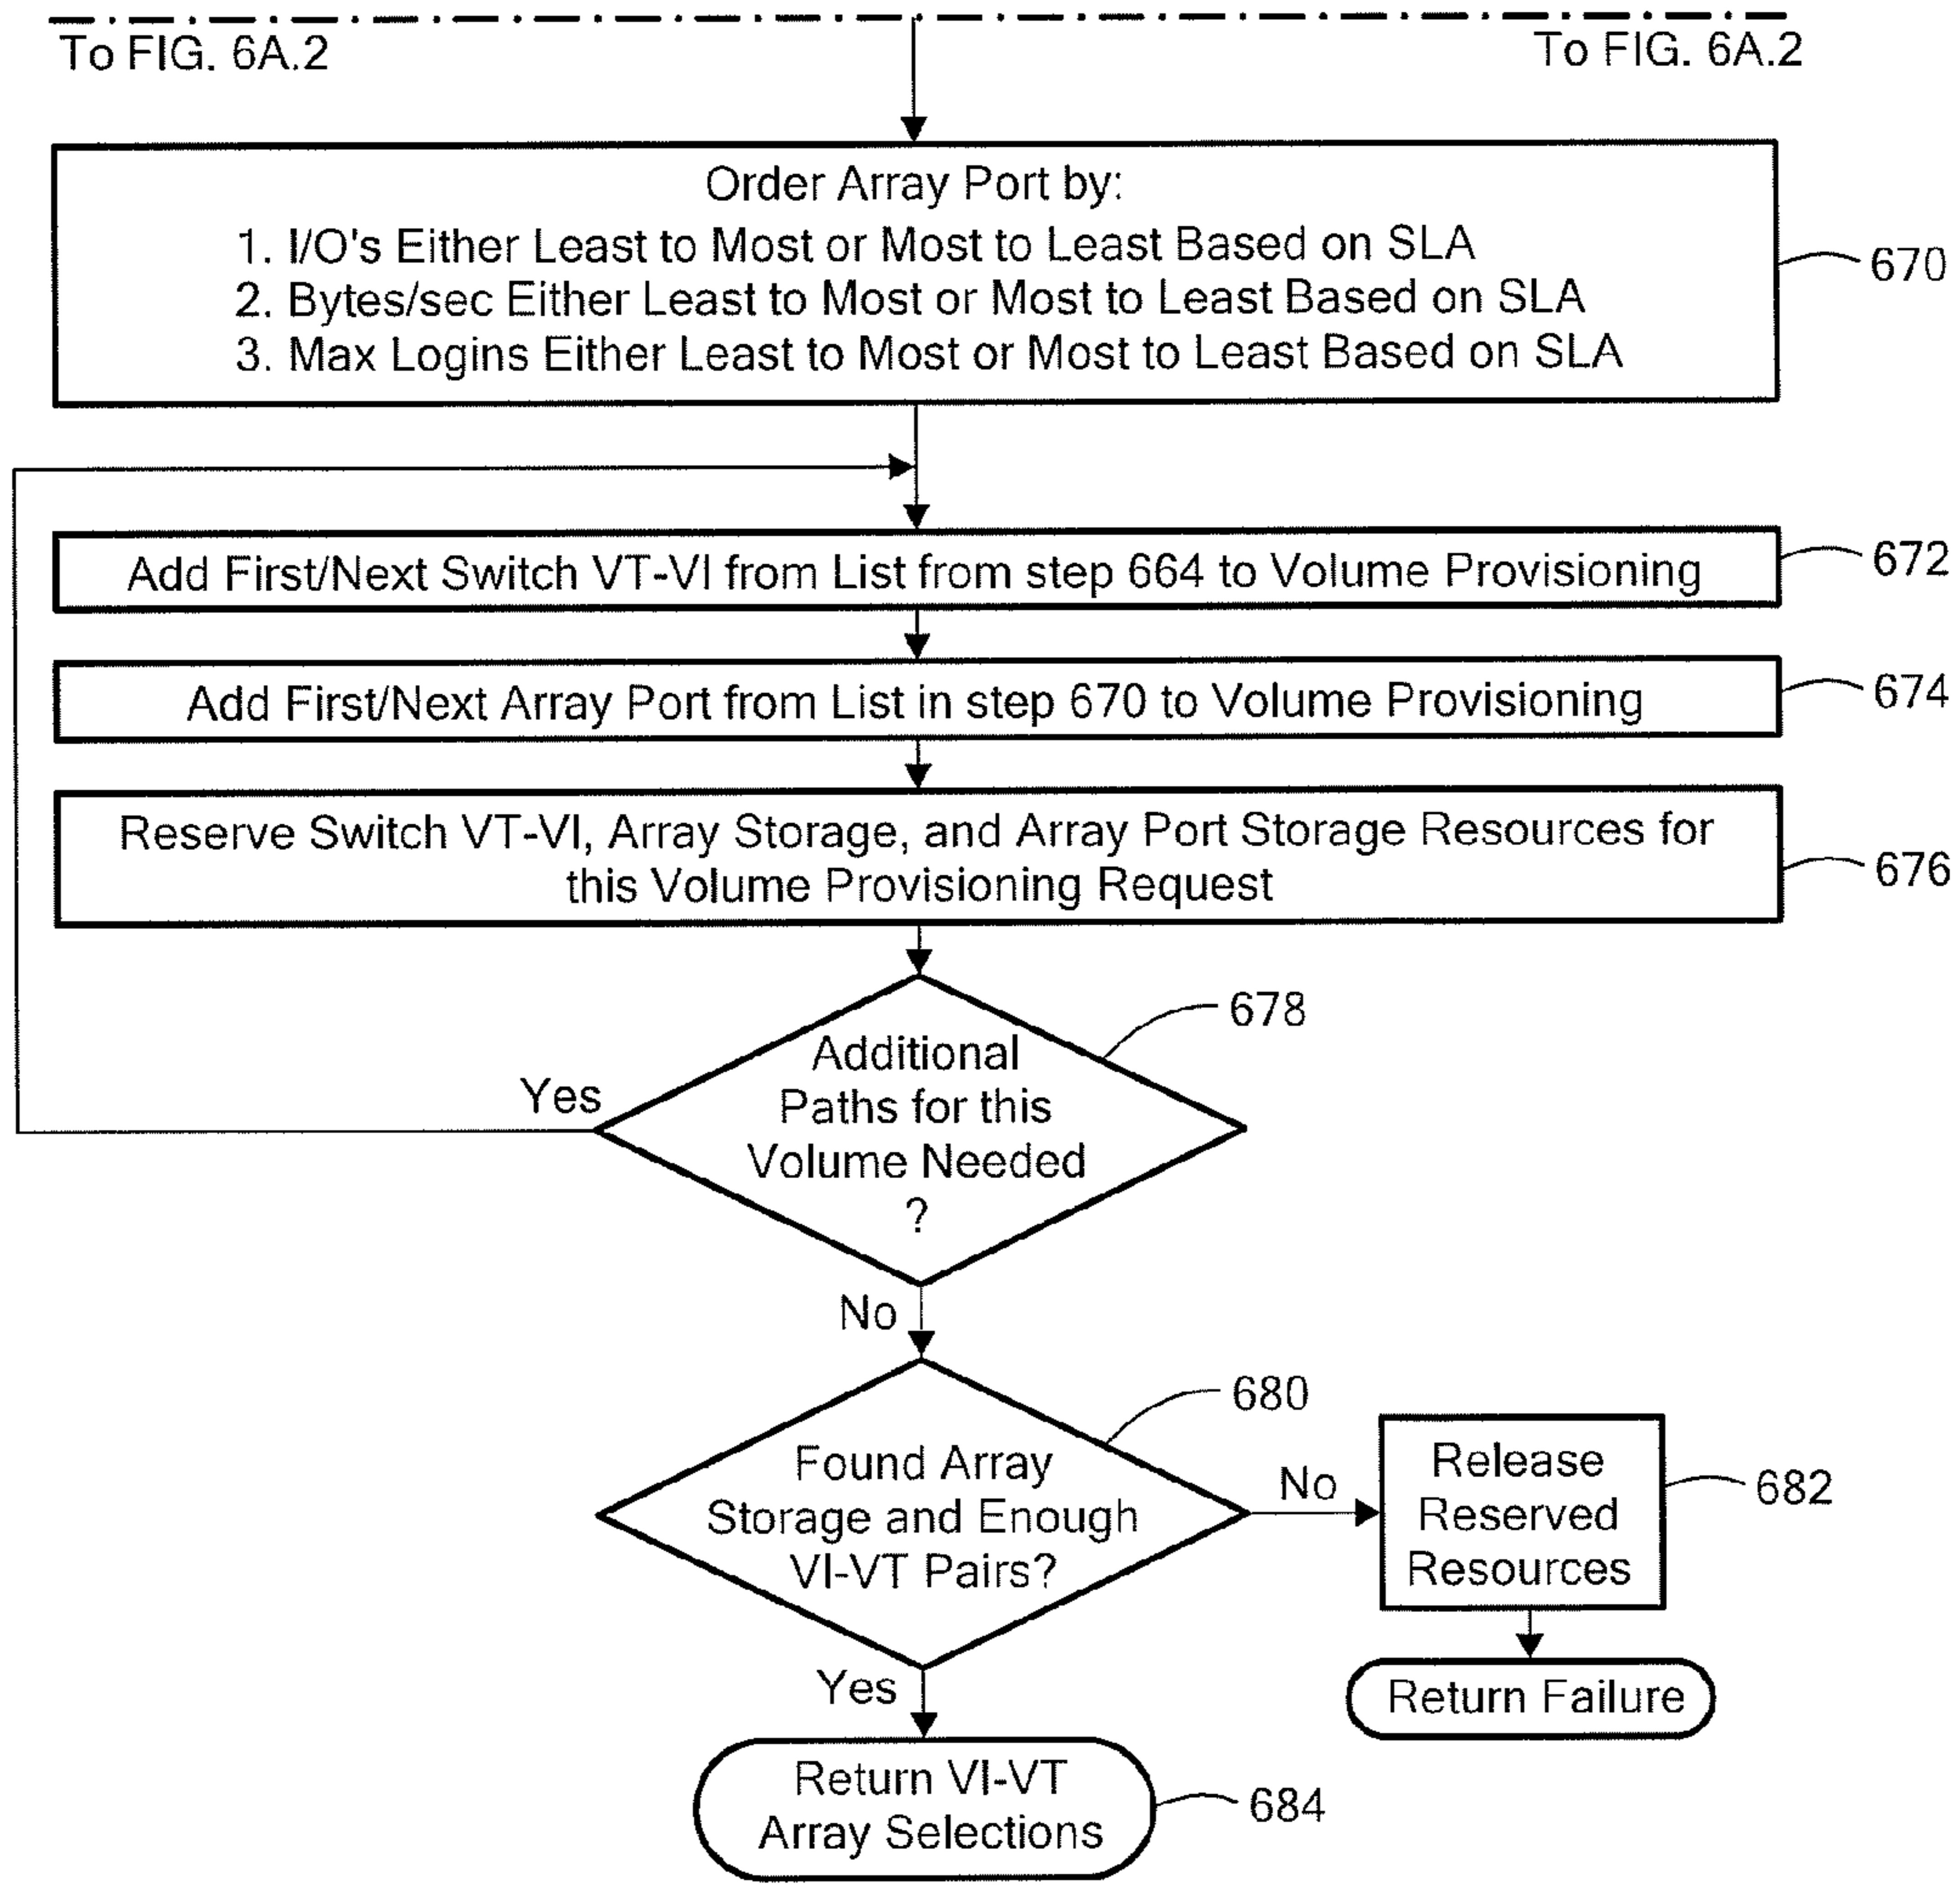 To FIG. 6A.2
To FIG. 6A.2
Order Array Port by:
1. I/O's Either Least to Most or Most to Least Based on SLA
2. Bytes/sec Either Least to Most or Most to Least Based on SLA
3. Max Logins Either Least to Most or Most to Least Based on SLA
670
Add First/Next Switch VT-VI from List from step 664 to Volume Provisioning
672
Add First/Next Array Port from List in step 670 to Volume Provisioning
674
Reserve Switch VT-VI, Array Storage, and Array Port Storage Resources for
this Volume Provisioning Request
676
678
Additional
Paths for this
Volume Needed
?
Yes
No
680
Found Array
Storage and Enough
VI-VT Pairs?
No
Release
Reserved
Resources
682
Return Failure
Yes
Return VI-VT
Array Selections
684